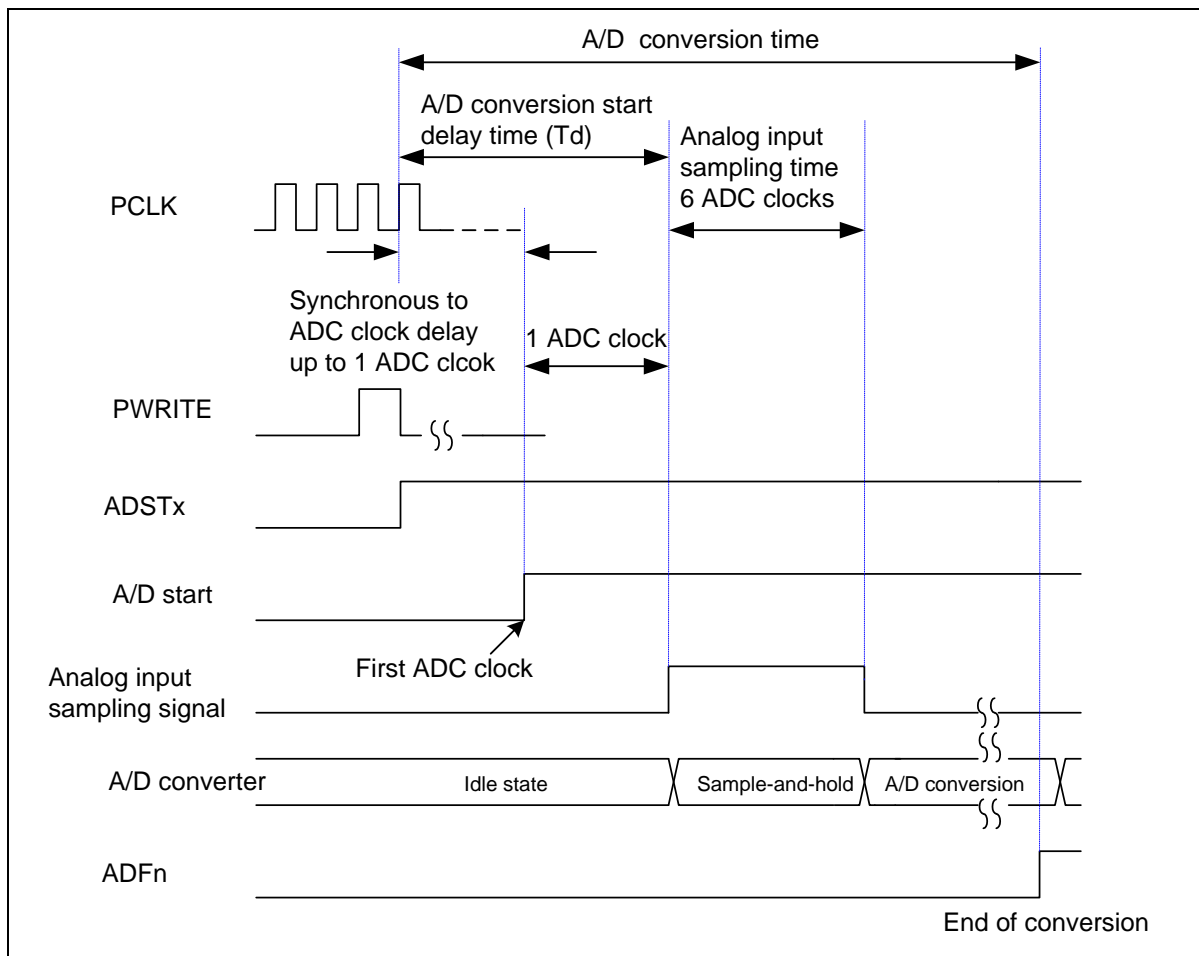 A/D conversion time
A/D conversion start
delay time (Td)
Analog input
sampling time
6 ADC clocks
PCLK
Synchronous to
ADC clock delay
up to 1 ADC clcok
1 ADC clock
PWRITE
ADSTx
A/D start
First ADC clock
Analog input
sampling signal
A/D converter
Idle state
Sample-and-hold
A/D conversion
ADFn
End of conversion